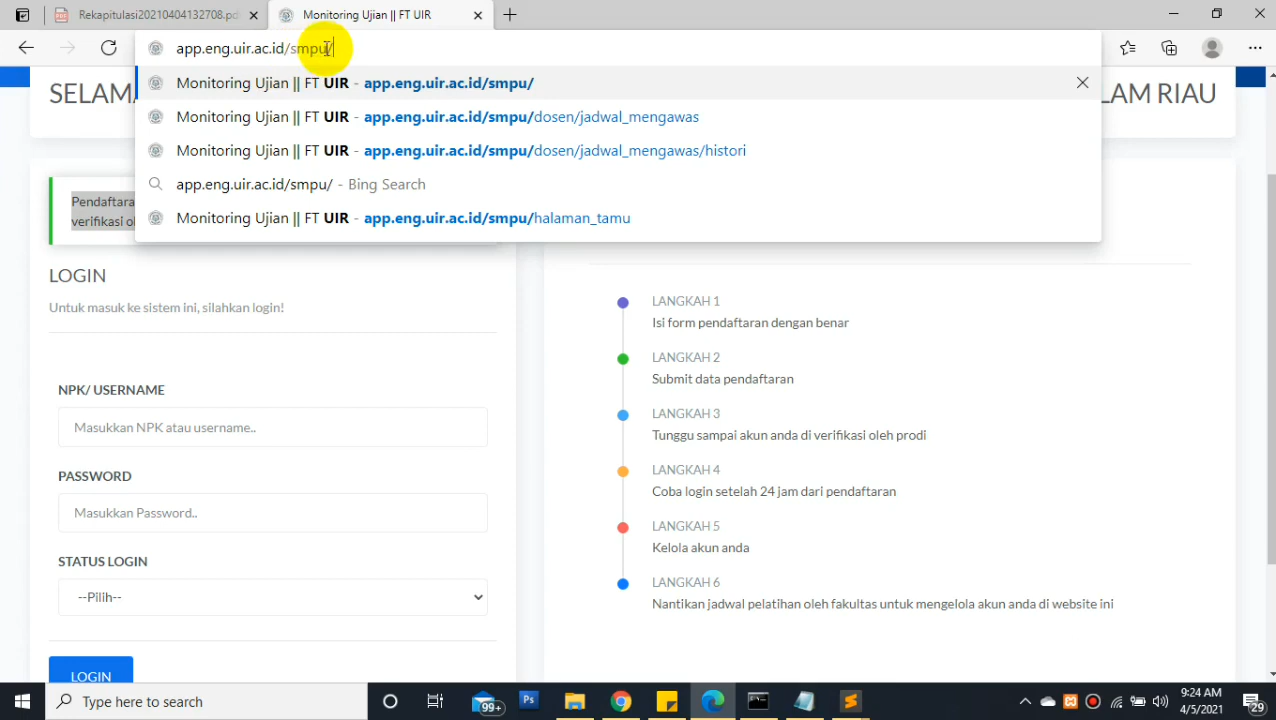 Rekapitulasi20210404132708.pd
Monitoring Ujian || FT UIR
app.eng.uir.ac.id/smpu/
Monitoring Ujian || FT UIR - app.eng.uir.ac.id/smpu/
Monitoring Ujian || FT UIR - app.eng.uir.ac.id/smpu/dosen/jadwal_mengawas
Monitoring Ujian || FT UIR - app.eng.uir.ac.id/smpu/dosen/jadwal_mengawas/histori
app.eng.uir.ac.id/smpu/ - Bing Search
Monitoring Ujian || FT UIR - app.eng.uir.ac.id/smpu/halaman_tamu
SELAMA
LAM RIAU
Pendaftara
verifikasi ol
LOGIN
Untuk masuk ke sistem ini, silahkan login!
NPK/ USERNAME
Masukkan NPK atau username..
PASSWORD
Masukkan Password..
STATUS LOGIN
--Pilih--
LOGIN
LANGKAH 1
Isi form pendaftaran dengan benar
LANGKAH 2
Submit data pendaftaran
LANGKAH 3
Tunggu sampai akun anda di verifikasi oleh prodi
LANGKAH 4
Coba login setelah 24 jam dari pendaftaran
LANGKAH 5
Kelola akun anda
LANGKAH 6
Nantikan jadwal pelatihan oleh fakultas untuk mengelola akun anda di website ini
Type here to search
99+
Ps
9:24 AM
4/5/2021
29